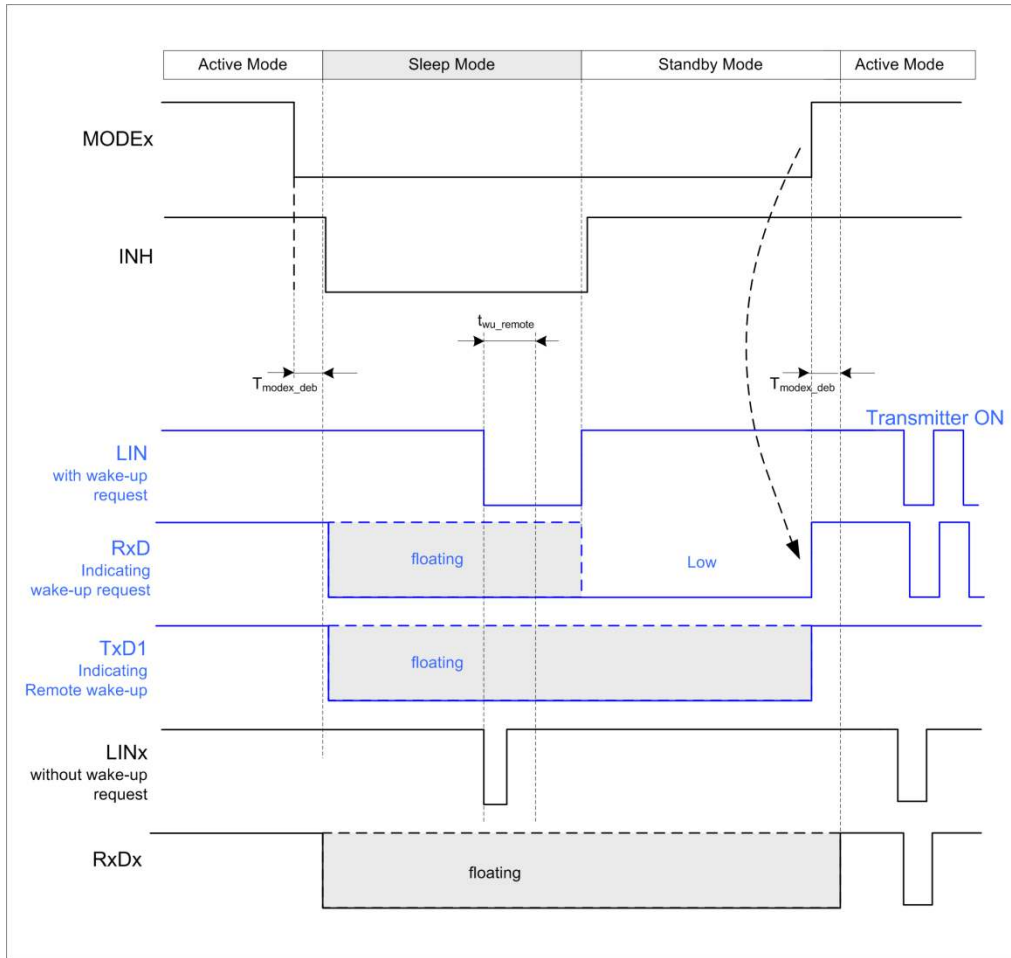 Active Mode
Sleep Mode
Standby Mode
Active Mode
MODEx
INH
twu_remote
Tmodex_deb
Tmodex_deb
Transmitter ON
LIN
with wake-up
request
RxD
Indicating
wake-up request
floating
Low
TxD1
Indicating
Remote wake-up
floating
LINx
without wake-up
request
RxDx
floating